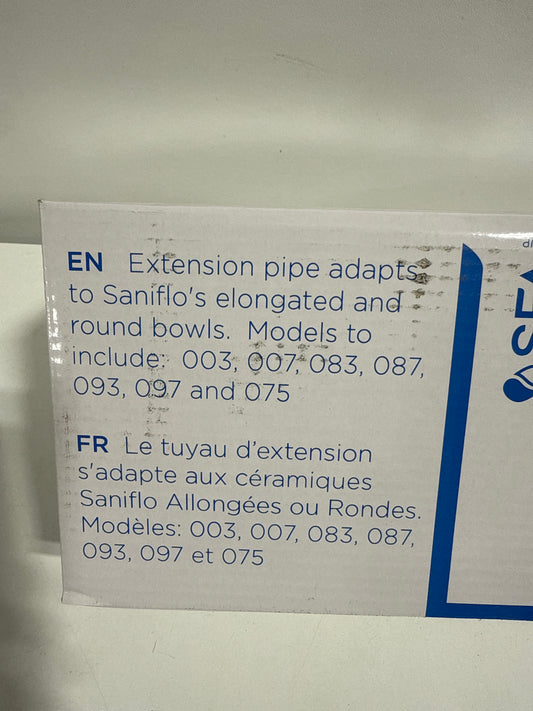 EN Extension pipe adapts
to Saniflo's elongated and
round bowls. Models to
include: 003, 007, 083, 087,
093, 097 and 075
FR Le tuyau d'extension
s'adapte aux céramiques
Saniflo Allongées ou Rondes.
Modèles: 003, 007, 083, 087,
093, 097 et 075